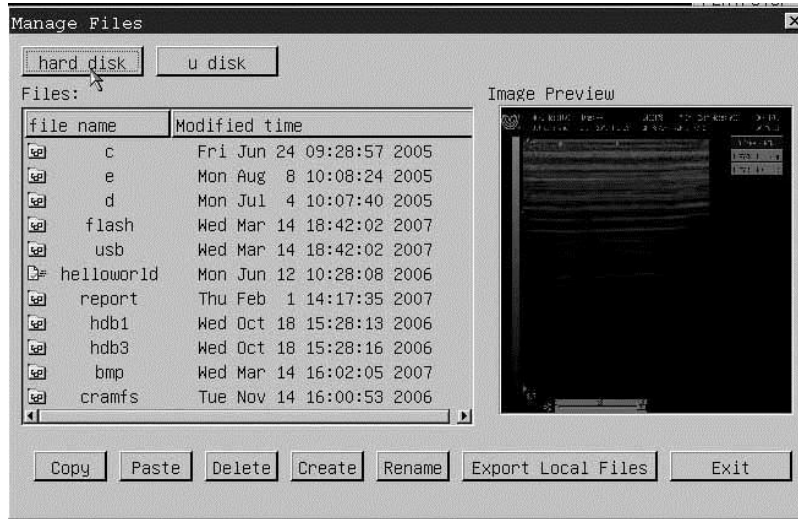 Manage Files
hard disk
u disk
Files:
Image Preview
file name Modified time
c Fri Jun 24 09:28:57 2005
e Mon Aug 8 10:08:24 2005
d Mon Jul 4 10:07:40 2005
flash Wed Mar 14 18:42:02 2007
usb Wed Mar 14 18:42:02 2007
helloworld Mon Jun 12 10:28:08 2006
report Thu Feb 1 14:17:35 2007
hdb1 Wed Oct 18 15:28:13 2006
hdb3 Wed Oct 18 15:28:16 2006
bmp Wed Mar 14 16:02:05 2007
cramfs Tue Nov 14 16:00:53 2006
Copy Paste Delete Create Rename Export Local Files Exit